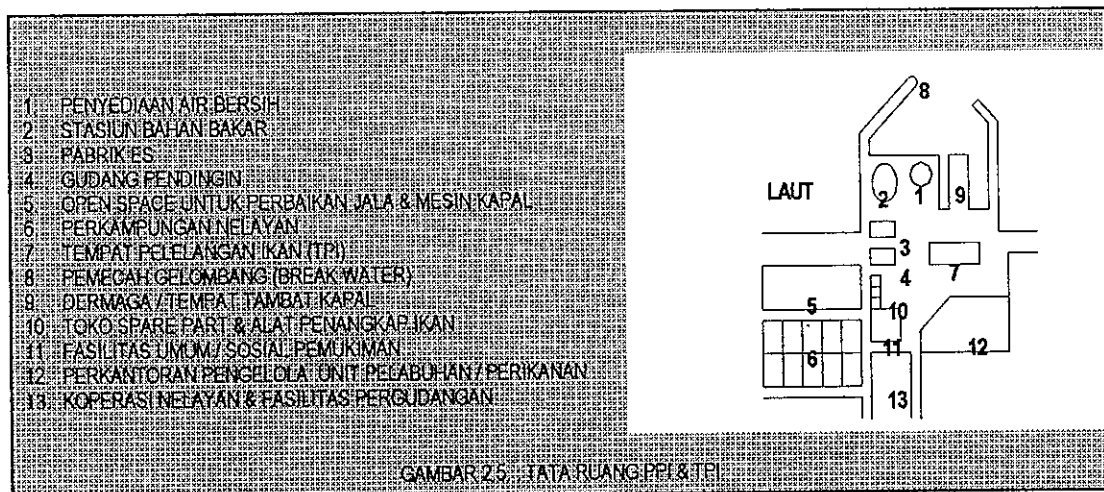 1 PENYEDIAAN AIR BERSIH
2 STASIUN BAHAN BAKAR
3 PABRIK ES
4 GUDANG PENDINGIN
5 OPEN SPACE UNTUK PERBAIKAN JALA & MESIN KAPAL
6 PERKAMPUNGAN NELAYAN
7 TEMPAT PELELANGAN IKAN (TPI)
8 PEMECAH GELOMBANG (BREAK WATER)
9 DERMAGA / TEMPAT TAMBAT KAPAL
10 TOKO SPARE PART & ALAT PENANGKAP IKAN
11 FASILITAS UMUM / SOSIAL PEMUKIMAN
12 PERKANTORAN PENGELOLA UNIT PELABUHAN / PERIKANAN
13 KOPERASI NELAYAN & FASILITAS PERGUDANGAN
8
LAUT
2
1
9
3
7
4
5
10
6
11
12
13
GAMBAR 2.5. : TATA RUANG PPI & TPI